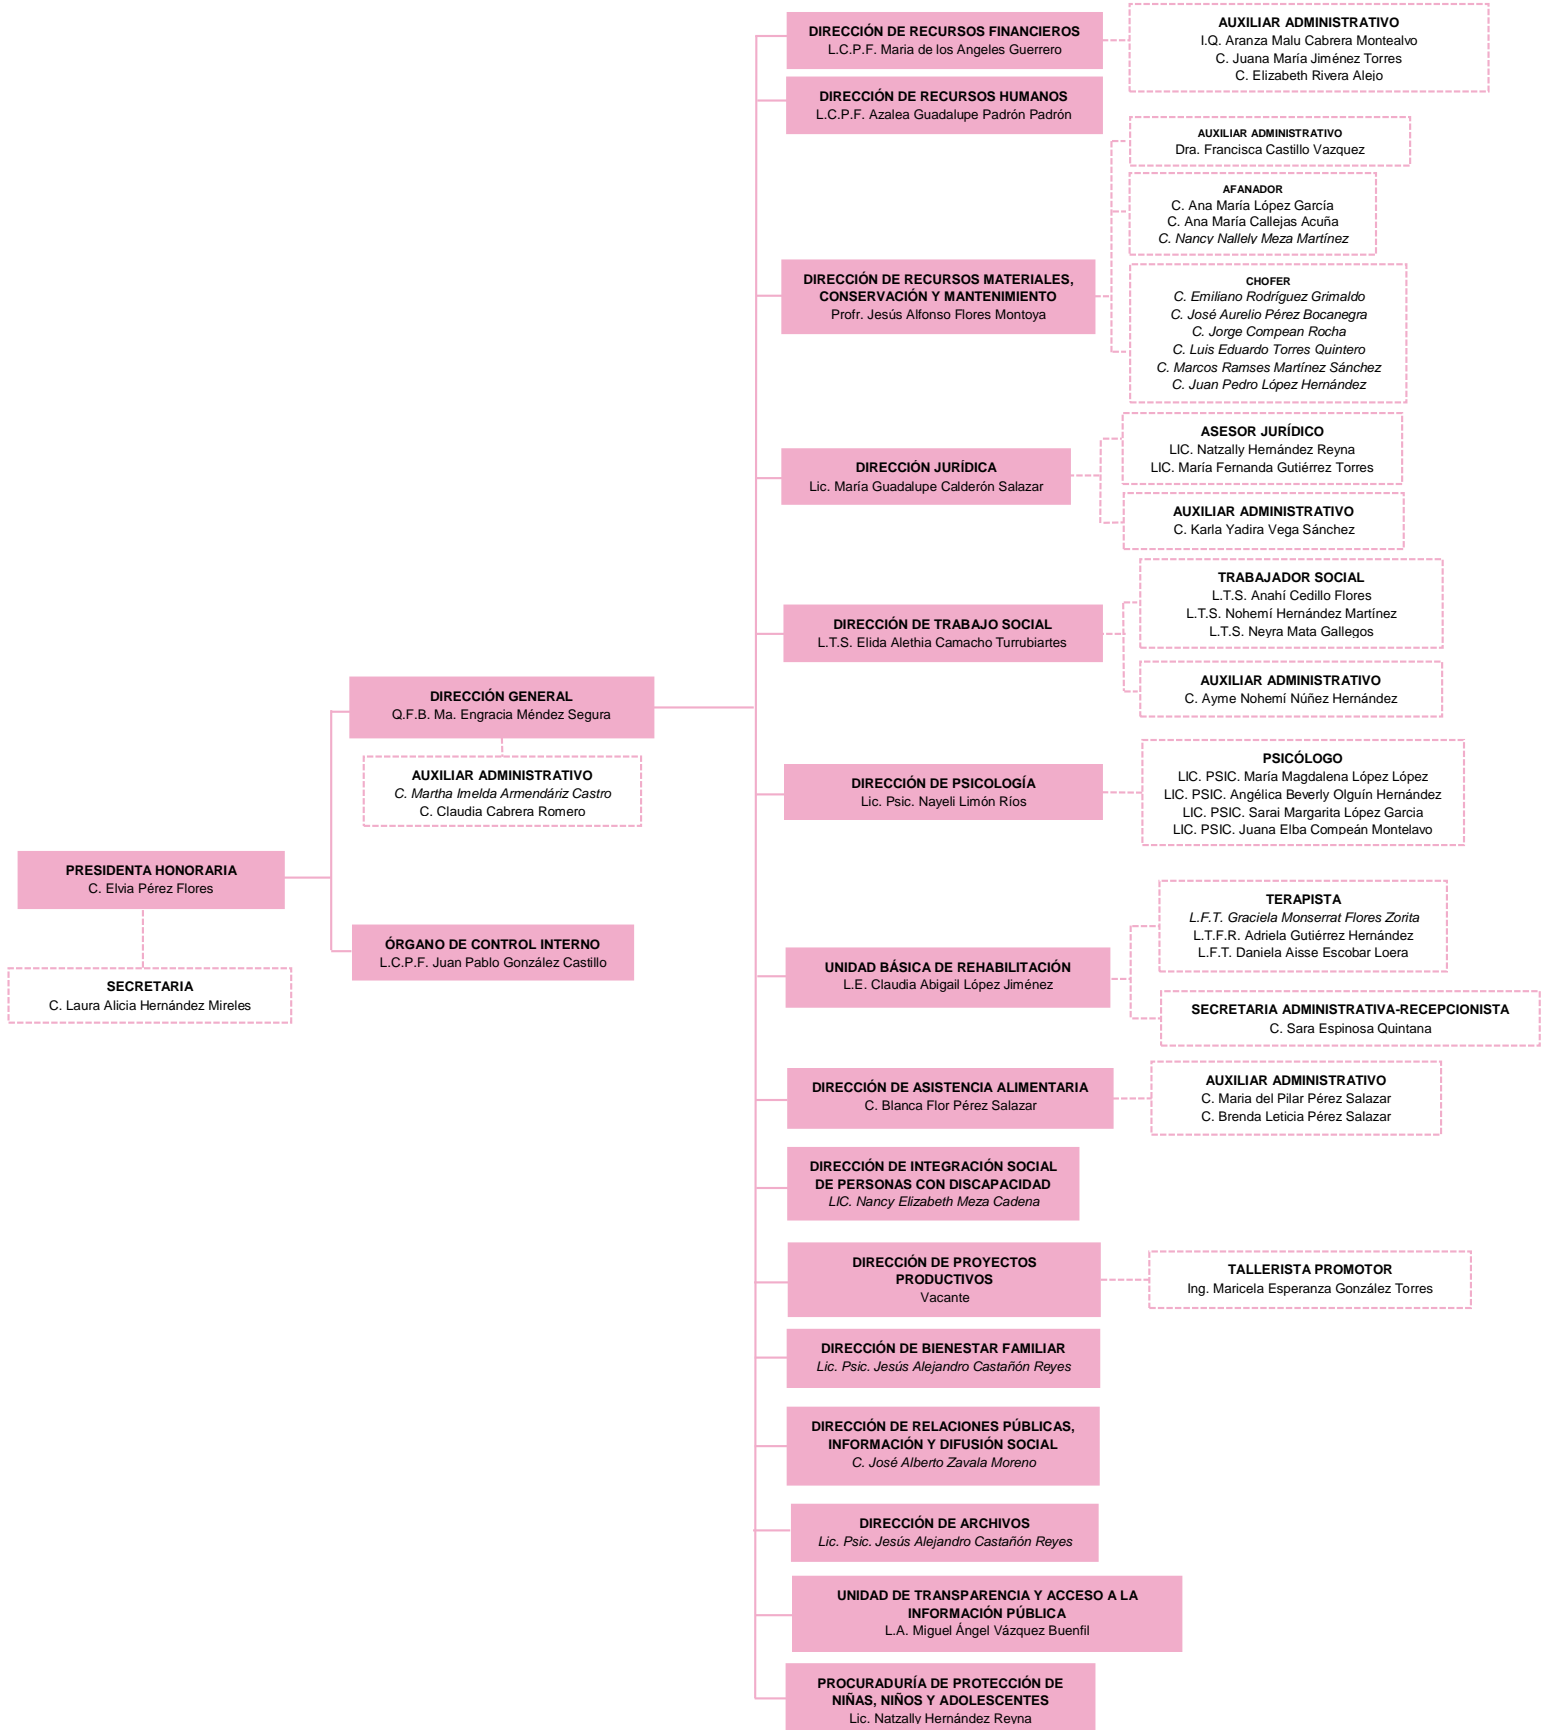 DIRECCIÓN DE RECURSOS FINANCIEROS
L.C.P.F. Maria de los Angeles Guerrero
AUXILIAR ADMINISTRATIVO
I.Q. Aranza Malu Cabrera Montealvo
C. Juana María Jiménez Torres
C. Elizabeth Rivera Alejo
DIRECCIÓN DE RECURSOS HUMANOS
L.C.P.F. Azalea Guadalupe Padrón Padrón
AUXILIAR ADMINISTRATIVO
Dra. Francisca Castillo Vazquez
AFANADOR
C. Ana María López García
C. Ana María Callejas Acuña
C. Nancy Nallely Meza Martínez
DIRECCIÓN DE RECURSOS MATERIALES,
CONSERVACIÓN Y MANTENIMIENTO
Profr. Jesús Alfonso Flores Montoya
CHOFER
C. Emiliano Rodríguez Grimaldo
C. José Aurelio Pérez Bocanegra
C. Jorge Compean Rocha
C. Luis Eduardo Torres Quintero
C. Marcos Ramses Martínez Sánchez
C. Juan Pedro López Hernández
DIRECCIÓN JURÍDICA
Lic. María Guadalupe Calderón Salazar
ASESOR JURÍDICO
LIC. Natzally Hernández Reyna
LIC. María Fernanda Gutiérrez Torres
AUXILIAR ADMINISTRATIVO
C. Karla Yadira Vega Sánchez
DIRECCIÓN DE TRABAJO SOCIAL
L.T.S. Elida Alethia Camacho Turrubiartes
TRABAJADOR SOCIAL
L.T.S. Anahí Cedillo Flores
L.T.S. Nohemí Hernández Martínez
L.T.S. Neyra Mata Gallegos
AUXILIAR ADMINISTRATIVO
C. Ayme Nohemí Núñez Hernández
DIRECCIÓN GENERAL
Q.F.B. Ma. Engracia Méndez Segura
AUXILIAR ADMINISTRATIVO
C. Martha Imelda Armendáriz Castro
C. Claudia Cabrera Romero
DIRECCIÓN DE PSICOLOGÍA
Lic. Psic. Nayeli Limón Ríos
PSICÓLOGO
LIC. PSIC. María Magdalena López López
LIC. PSIC. Angélica Beverly Olguín Hernández
LIC. PSIC. Sarai Margarita López Garcia
LIC. PSIC. Juana Elba Compeán Montelavo
PRESIDENTA HONORARIA
C. Elvia Pérez Flores
SECRETARIA
C. Laura Alicia Hernández Mireles
ÓRGANO DE CONTROL INTERNO
L.C.P.F. Juan Pablo González Castillo
UNIDAD BÁSICA DE REHABILITACIÓN
L.E. Claudia Abigail López Jiménez
TERAPISTA
L.F.T. Graciela Monserrat Flores Zorita
L.T.F.R. Adriela Gutiérrez Hernández
L.F.T. Daniela Aisse Escobar Loera
SECRETARIA ADMINISTRATIVA-RECEPCIONISTA
C. Sara Espinosa Quintana
DIRECCIÓN DE ASISTENCIA ALIMENTARIA
C. Blanca Flor Pérez Salazar
AUXILIAR ADMINISTRATIVO
C. Maria del Pilar Pérez Salazar
C. Brenda Leticia Pérez Salazar
DIRECCIÓN DE INTEGRACIÓN SOCIAL
DE PERSONAS CON DISCAPACIDAD
LIC. Nancy Elizabeth Meza Cadena
DIRECCIÓN DE PROYECTOS
PRODUCTIVOS
Vacante
TALLERISTA PROMOTOR
Ing. Maricela Esperanza González Torres
DIRECCIÓN DE BIENESTAR FAMILIAR
Lic. Psic. Jesús Alejandro Castañón Reyes
DIRECCIÓN DE RELACIONES PÚBLICAS,
INFORMACIÓN Y DIFUSIÓN SOCIAL
C. José Alberto Zavala Moreno
DIRECCIÓN DE ARCHIVOS
Lic. Psic. Jesús Alejandro Castañón Reyes
UNIDAD DE TRANSPARENCIA Y ACCESO A LA
INFORMACIÓN PÚBLICA
L.A. Miguel Ángel Vázquez Buenfil
PROCURADURÍA DE PROTECCIÓN DE
NIÑAS, NIÑOS Y ADOLESCENTES
Lic. Natzally Hernández Reyna